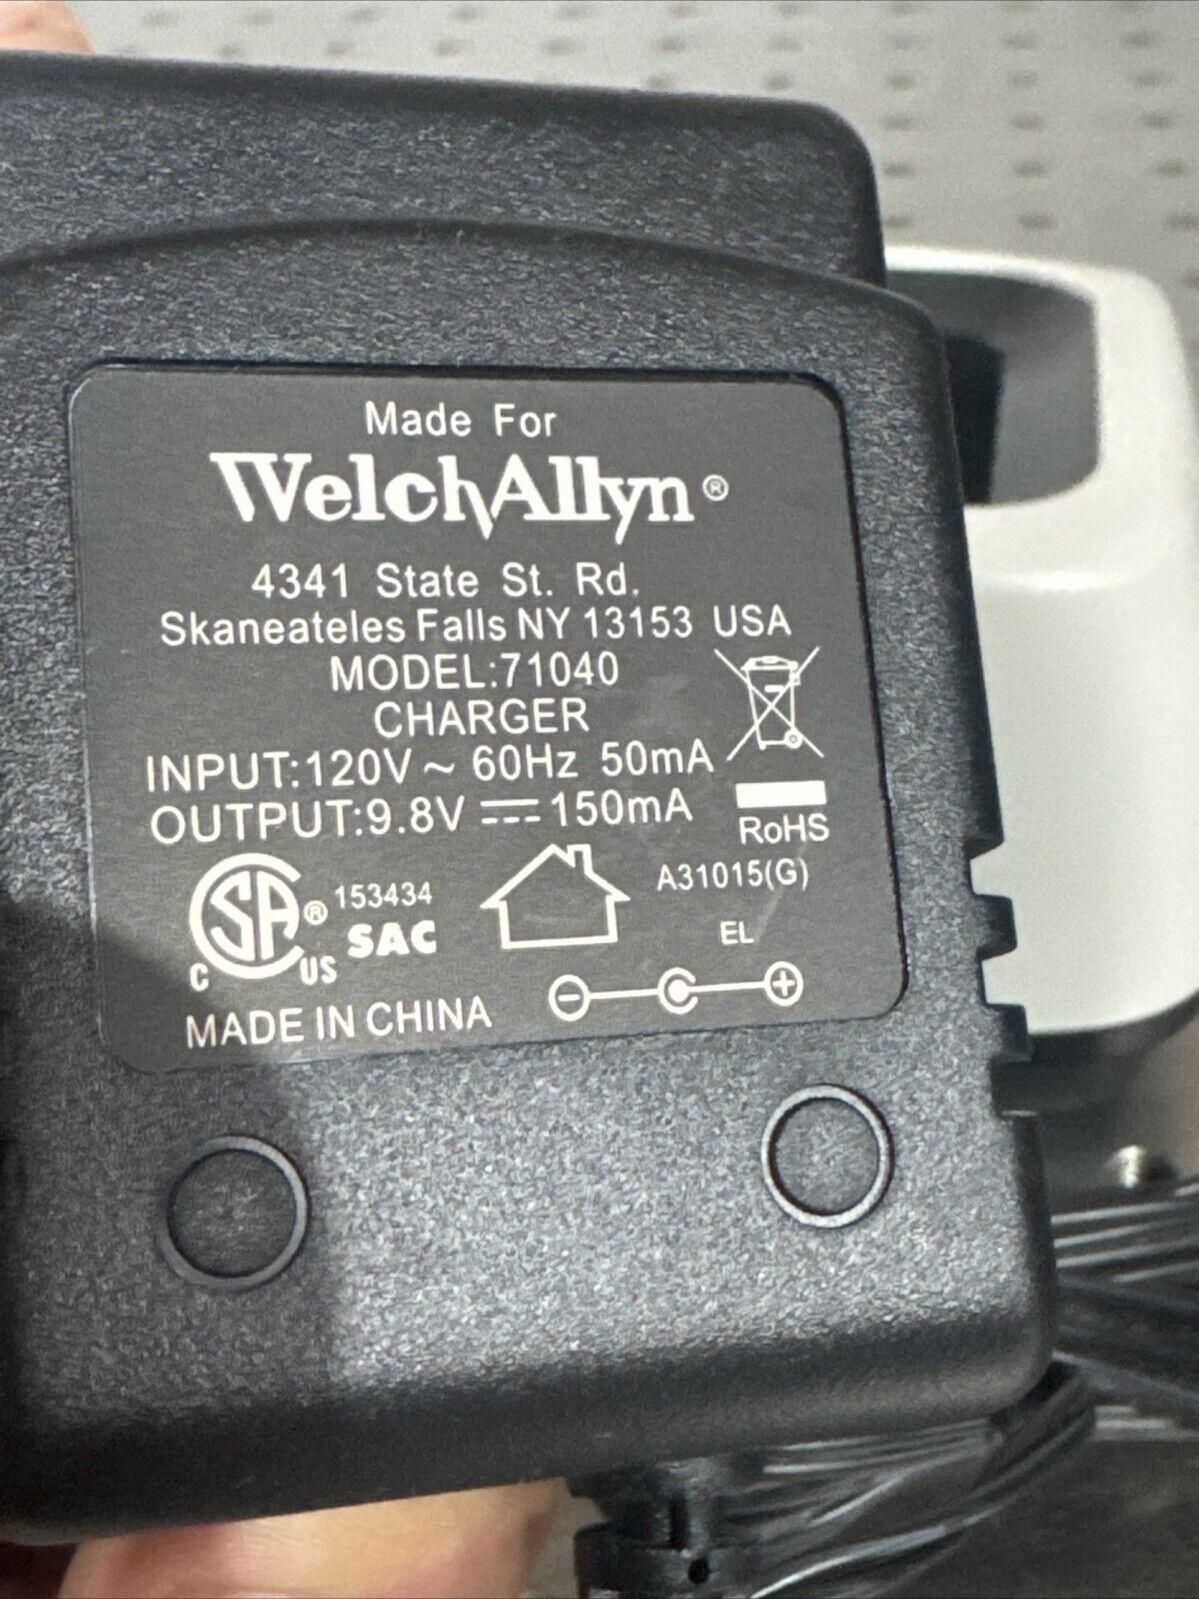 Made For
WelchAllyn®
4341 State St. Rd.
Skaneateles Falls NY 13153 USA
MODEL:71040
CHARGER
INPUT:120V ~ 60Hz 50mA
OUTPUT:9.8V ⎓ 150mA
RoHS
SA® 153434
C US SAC
A31015(G)
EL
MADE IN CHINA